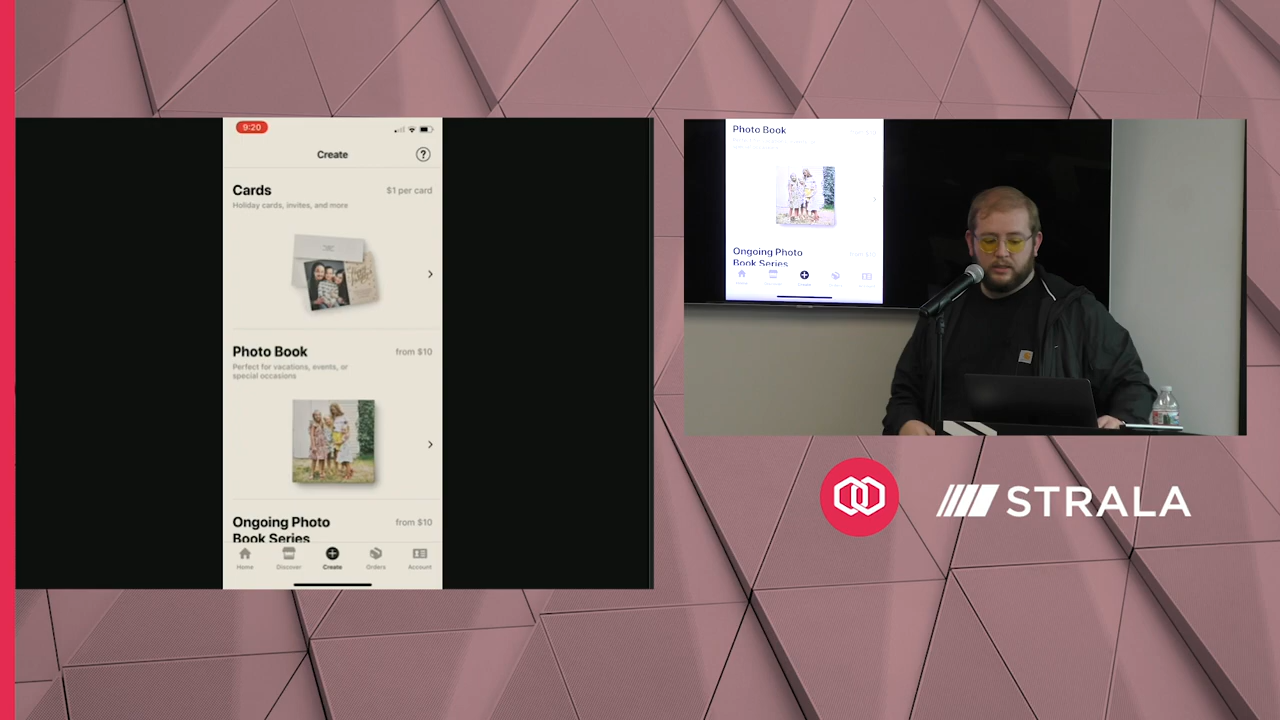 9:20
Create
?
Cards
$1 per card
Holiday cards, invites, and more
Photo Book
from $10
Perfect for vacations, events, or
special occasions
Ongoing Photo
from $10
Book Series
Home
Discover
Create
Orders
Account
Photo Book
Ongoing Photo
Book Series
STRALA